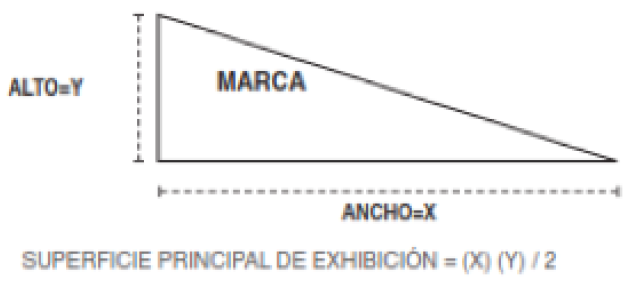 MARCA
ALTO=Y
ANCHO=X
SUPERFICIE PRINCIPAL DE EXHIBICIÓN = (X) (Y) / 2